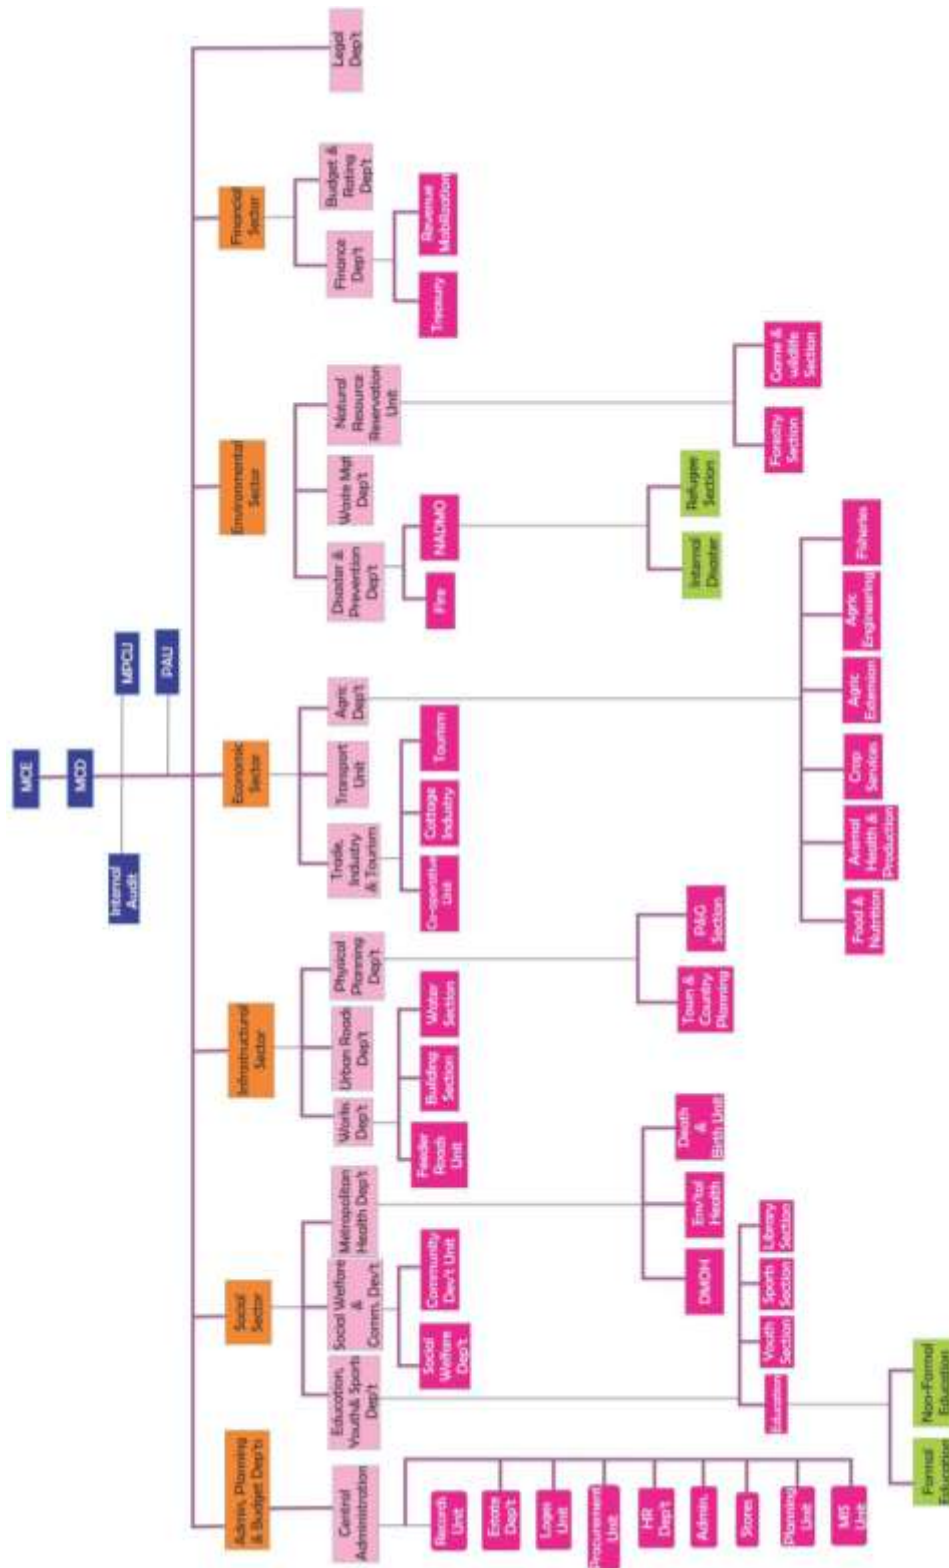 MCE
MCD
Internal
Audit
MPCU
PAU
Admin, Planning
& Budget Dep't
Social
Sector
Infrastructural
Sector
Economic
Sector
Environmental
Sector
Financial
Sector
Central
Administration
Education,
Youth& Sports
Dep't
Social Welfare
&
Comm. Dev't
Metropolitan
Health Dep't
Works
Dep't
Urban Roads
Dep't
Physical
Planning
Dep't
Trade,
Industry
& Tourism
Transport
Unit
Agric
Dep't
Disaster &
Prevention
Dep't
Waste Mgt
Dep't
Natural
Resource
Reservation
Unit
Finance
Dep't
Budget &
Rating
Dep't
Legal
Dep't
Records
Unit
Estate
Dep't
Unit
Procurement
Unit
HR
Dep't
Admin.
Stores
Planning
Unit
MIS
Unit
Social
Welfare
Dep't
Community
Dev't Unit
Feeder
Roads
Unit
Building
Section
Water
Section
Co-operative
Unit
Cottage
Industry
Tourism
Fire
NADMO
Treasury
Revenue
Mobilization
DMOH
Env'tal
Health
Death
&
Birth Unit
Town &
Country
Planning
P&G
Section
Internal
Disaster
Refugee
Section
Forestry
Section
Game &
wildlife
Section
Education
Youth
Section
Sports
Section
Library
Section
Food &
Nutrition
Animal
Health &
Production
Crop
Services
Agric
Extension
Agric
Engineering
Fisheries
Formal
Education
Non-Formal
Education